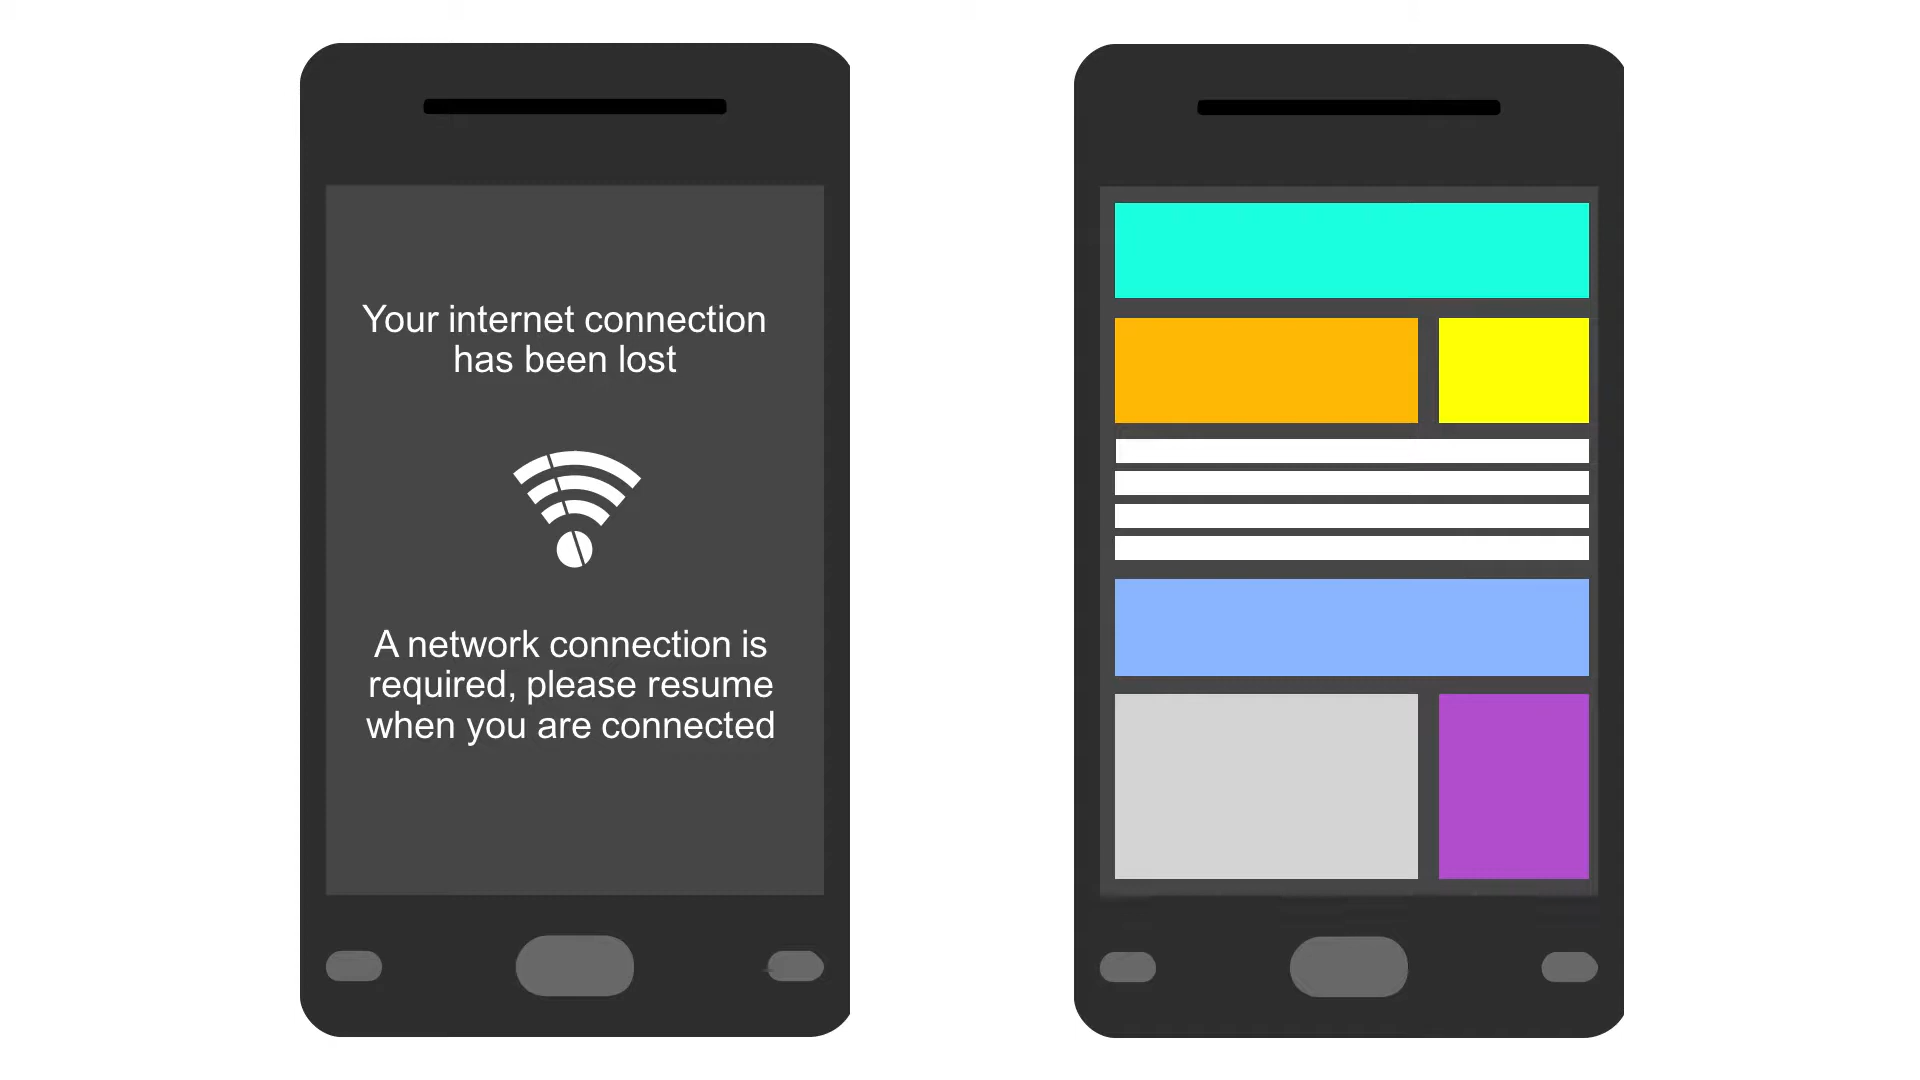 Your internet connection
has been lost
A network connection is
required, please resume
when you are connected